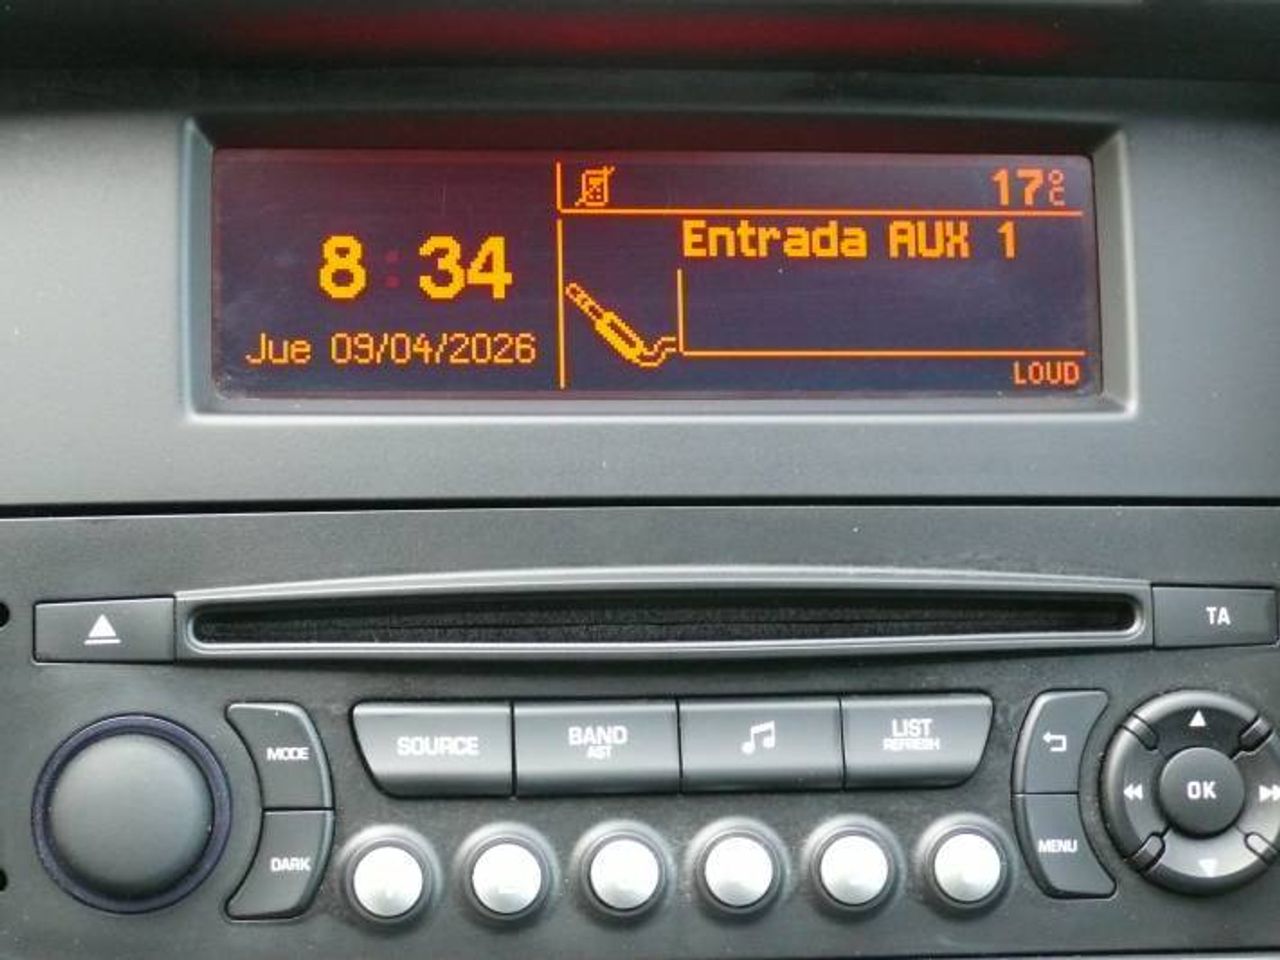 17°C
Entrada AUX 1
8:34
Jue 09/04/2026
LOUD
TA
MODE
SOURCE
BAND
AST
LIST
REFRESH
OK
DARK
MENU